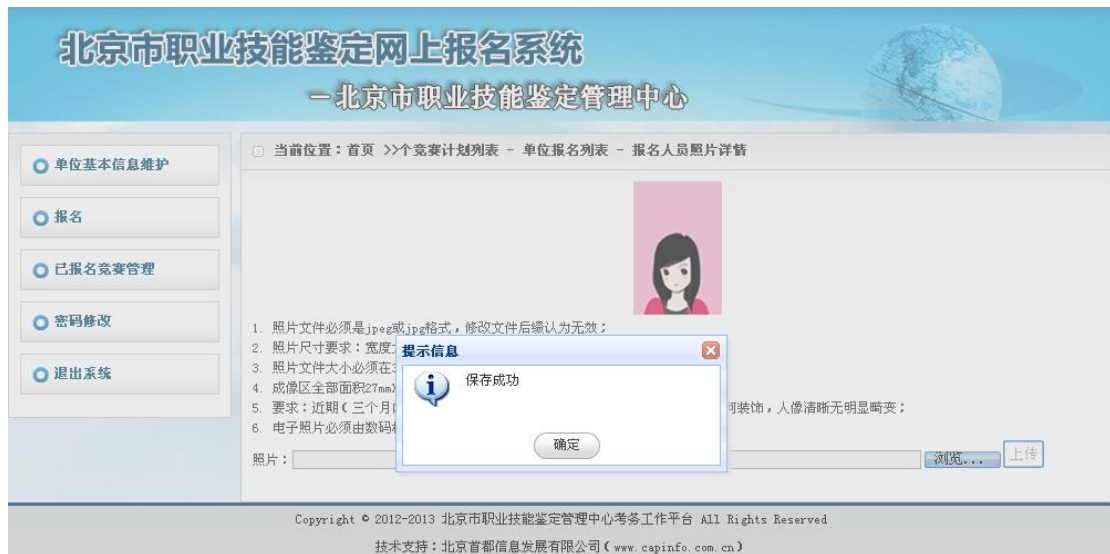 北京市职业技能鉴定网上报名系统
—北京市职业技能鉴定管理中心
单位基本信息维护
报名
已报名竞赛管理
密码修改
退出系统
当前位置：首页 >>个竞赛计划列表 - 单位报名列表 - 报名人员照片详情
1. 照片文件必须是jpeg或jpg格式，修改文件后缀认为无效；
2. 照片尺寸要求：宽度
3. 照片文件大小必须在
4. 成像区全部面积27mm
5. 要求：近期(三个月
装饰，人像清晰无明显畸变；
6. 电子照片必须由数码
提示信息
保存成功
确定
照片：
浏览...
上传
Copyright © 2012-2013 北京市职业技能鉴定管理中心考务工作平台 All Rights Reserved
技术支持：北京首都信息发展有限公司(www.capinfo.com.cn)